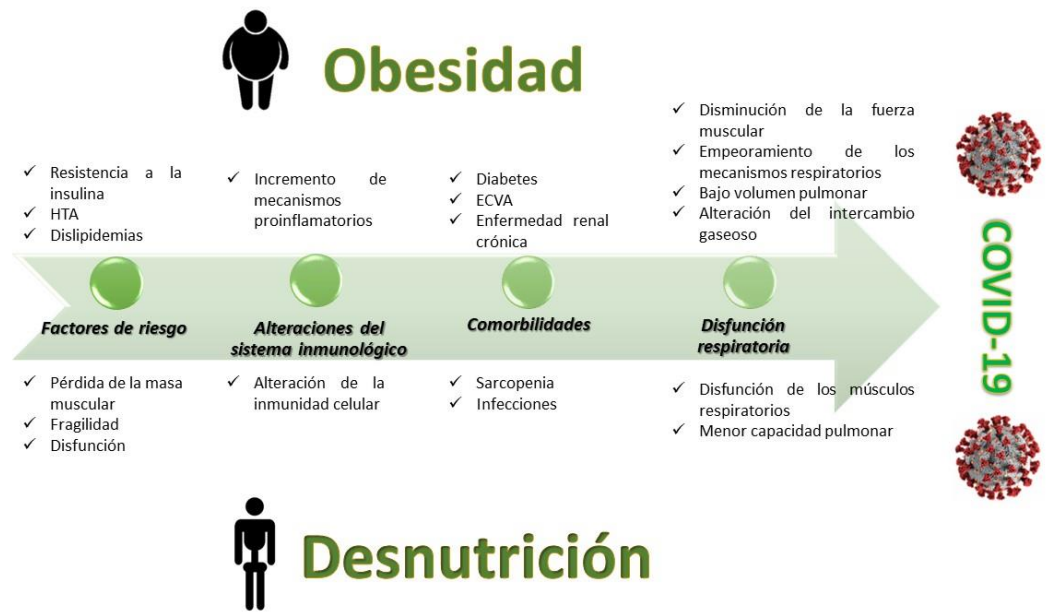 Obesidad
✓ Resistencia a la
insulina
✓ HTA
✓ Dislipidemias
✓ Incremento de
mecanismos
proinflamatorios
✓ Diabetes
✓ ECVA
✓ Enfermedad renal
crónica
✓ Disminución de la fuerza
muscular
✓ Empeoramiento de los
mecanismos respiratorios
✓ Bajo volumen pulmonar
✓ Alteración del intercambio
gaseoso
Factores de riesgo
Alteraciones del
sistema inmunológico
Comorbilidades
Disfunción
respiratoria
✓ Pérdida de la masa
muscular
✓ Fragilidad
✓ Disfunción
✓ Alteración de la
inmunidad celular
✓ Sarcopenia
✓ Infecciones
✓ Disfunción de los músculos
respiratorios
✓ Menor capacidad pulmonar
COVID-19
Desnutrición